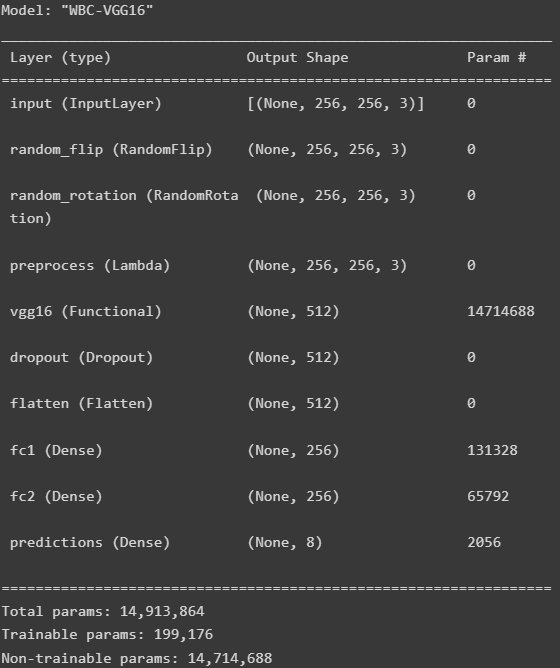 Model: "WBC-VGG16"
_________________________________________________________________
Layer (type)                Output Shape              Param #
=================================================================
input (InputLayer)          [(None, 256, 256, 3)]     0
random_flip (RandomFlip)    (None, 256, 256, 3)       0
random_rotation (RandomRota  (None, 256, 256, 3)      0
tion)
preprocess (Lambda)         (None, 256, 256, 3)       0
vgg16 (Functional)          (None, 512)               14714688
dropout (Dropout)           (None, 512)               0
flatten (Flatten)           (None, 512)               0
fc1 (Dense)                 (None, 256)               131328
fc2 (Dense)                 (None, 256)               65792
predictions (Dense)         (None, 8)                 2056
=================================================================
Total params: 14,913,864
Trainable params: 199,176
Non-trainable params: 14,714,688